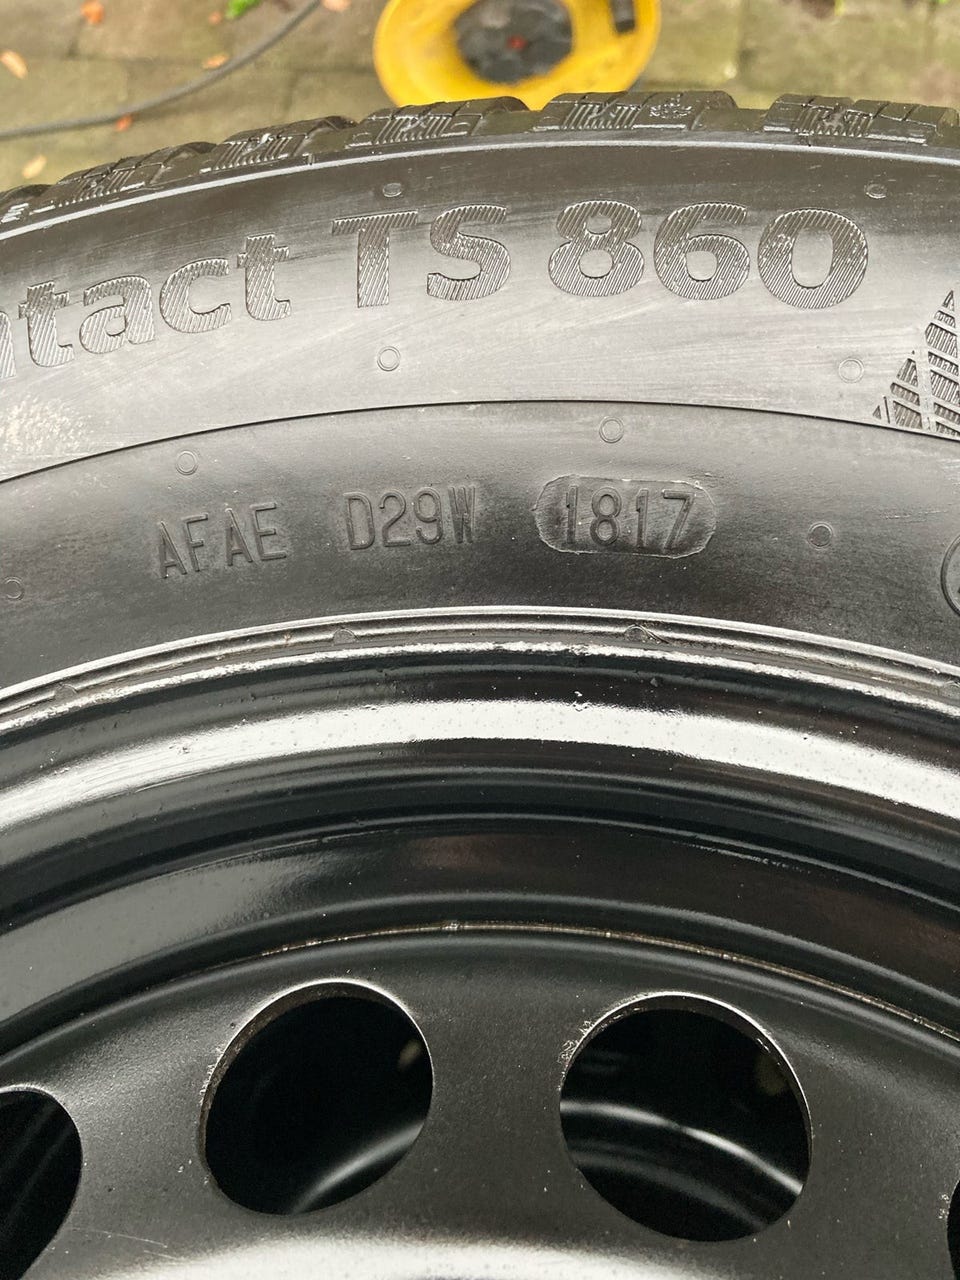 ntact TS 860
AFAE D29W 1817